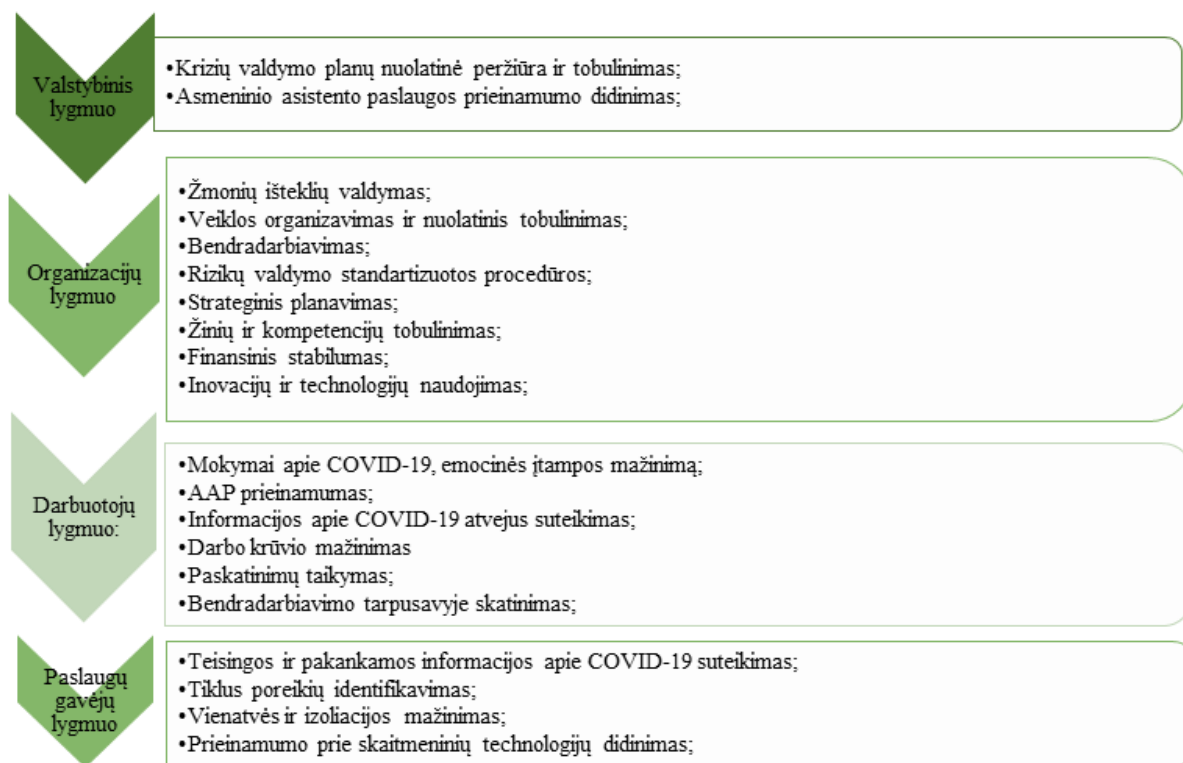 Valstybinis
lygmuo
•Krizių valdymo planų nuolatinė peržiūra ir tobulinimas;
•Asmeninio asistento paslaugos prieinamumo didinimas;
Organizacijų
lygmuo
•Žmonių išteklių valdymas;
•Veiklos organizavimas ir nuolatinis tobulinimas;
•Bendradarbiavimas;
•Rizikų valdymo standartizuotos procedūros;
•Strateginis planavimas;
•Žinių ir kompetencijų tobulinimas;
•Finansinis stabilumas;
•Inovacijų ir technologijų naudojimas;
Darbuotojų
lygmuo:
•Mokymai apie COVID-19, emocinės įtampos mažinimą;
•AAP prieinamumas;
•Informacijos apie COVID-19 atvejus suteikimas;
•Darbo krūvio mažinimas
•Paskatinimų taikymas;
•Bendradarbiavimo tarpusavyje skatinimas;
Paslaugų
gavėjų
lygmuo
•Teisingos ir pakankamos informacijos apie COVID-19 suteikimas;
•Tiklus poreikių identifikavimas;
•Vienatvės ir izoliacijos mažinimas;
•Prieinamumo prie skaitmeninių technologijų didinimas;